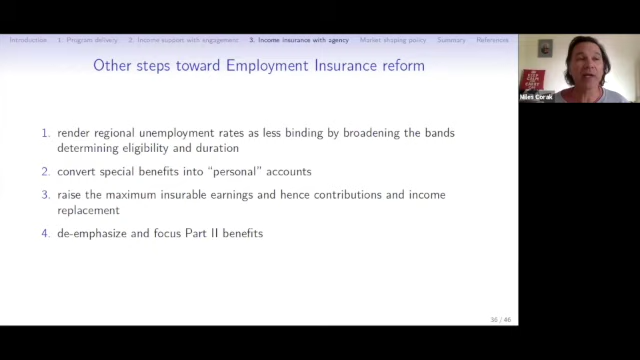 Introduction 1. Program delivery 2. Income support with engagement 3. Income insurance with agency Market shaping policy Summary References
Other steps toward Employment Insurance reform
1. render regional unemployment rates as less binding by broadening the bands
determining eligibility and duration
2. convert special benefits into “personal” accounts
3. raise the maximum insurable earnings and hence contributions and income
replacement
4. de-emphasize and focus Part II benefits
38 / 46
Miles Corak